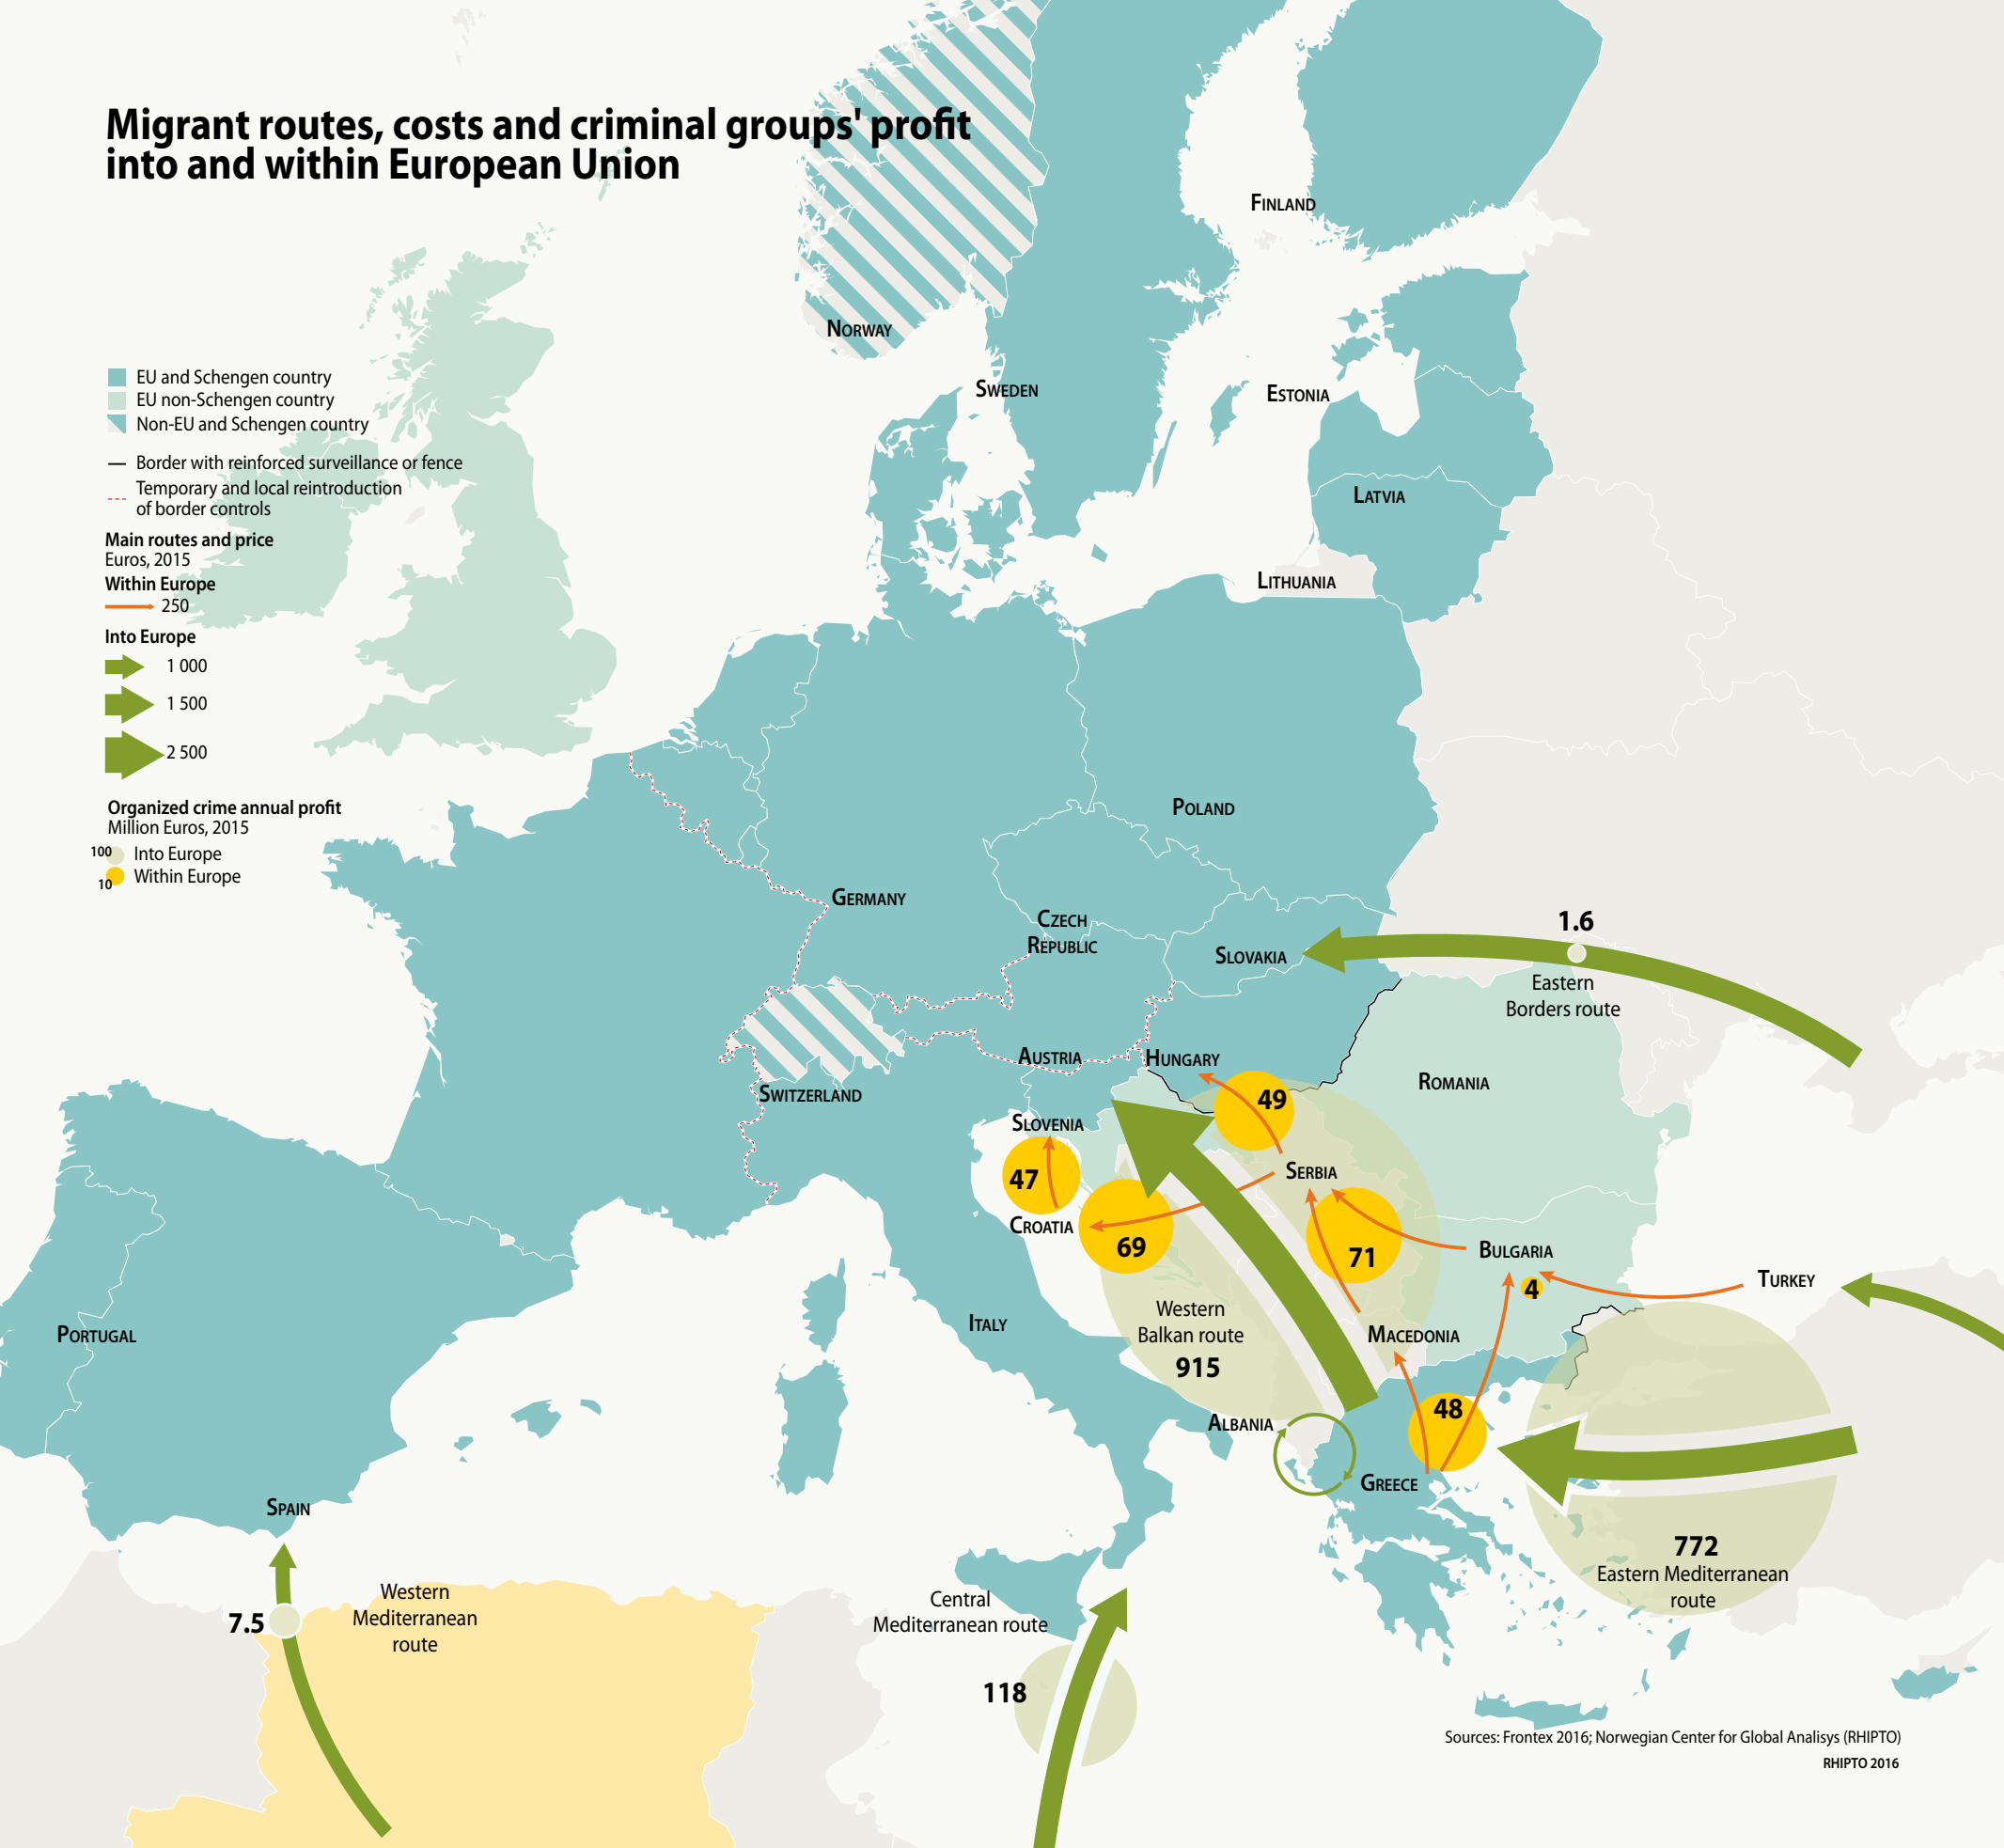 Migrant routes, costs and criminal groups' profit
into and within European Union
FINLAND
NORWAY
SWEDEN
ESTONIA
LATVIA
LITHUANIA
EU and Schengen country
EU non-Schengen country
Non-EU and Schengen country
Border with reinforced surveillance or fence
Temporary and local reintroduction
of border controls
Main routes and price
Euros, 2015
Within Europe
250
Into Europe
1 000
1 500
2 500
Organized crime annual profit
Million Euros, 2015
100
Into Europe
10
Within Europe
POLAND
GERMANY
CZECH
REPUBLIC
SLOVAKIA
1.6
Eastern
Borders route
AUSTRIA
HUNGARY
ROMANIA
SWITZERLAND
49
SLOVENIA
47
SERBIA
CROATIA
69
71
BULGARIA
4
TURKEY
Western
Balkan route
915
ITALY
MACEDONIA
PORTUGAL
ALBANIA
48
GREECE
SPAIN
772
Eastern Mediterranean
route
7.5
Western
Mediterranean
route
Central
Mediterranean route
118
Sources: Frontex 2016; Norwegian Center for Global Analisys (RHIPTO)
RHIPTO 2016